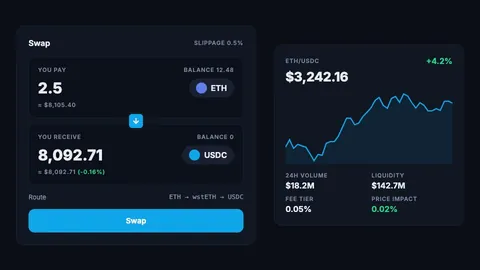 Swap
SLIPPAGE 0.5%
YOU PAY
BALANCE 12.48
2.5
ETH
≈ $8,105.40
YOU RECEIVE
BALANCE 0
8,092.71
USDC
≈ $8,092.71 (-0.16%)
Route
ETH → wstETH → USDC
Swap
ETH/USDC
+4.2%
$3,242.16
24H VOLUME
LIQUIDITY
$18.2M
$142.7M
FEE TIER
PRICE IMPACT
0.05%
0.02%